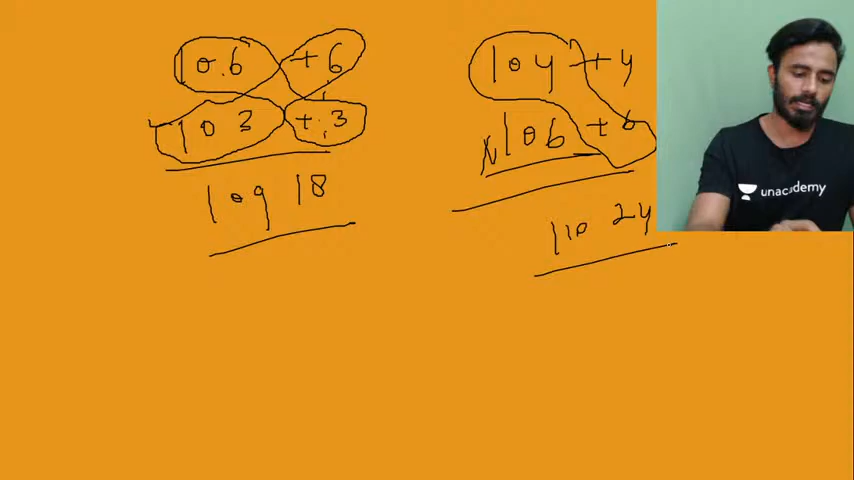 106 +6
103 +3
109 18
104 + 4
106 + 6
110 24
unacademy